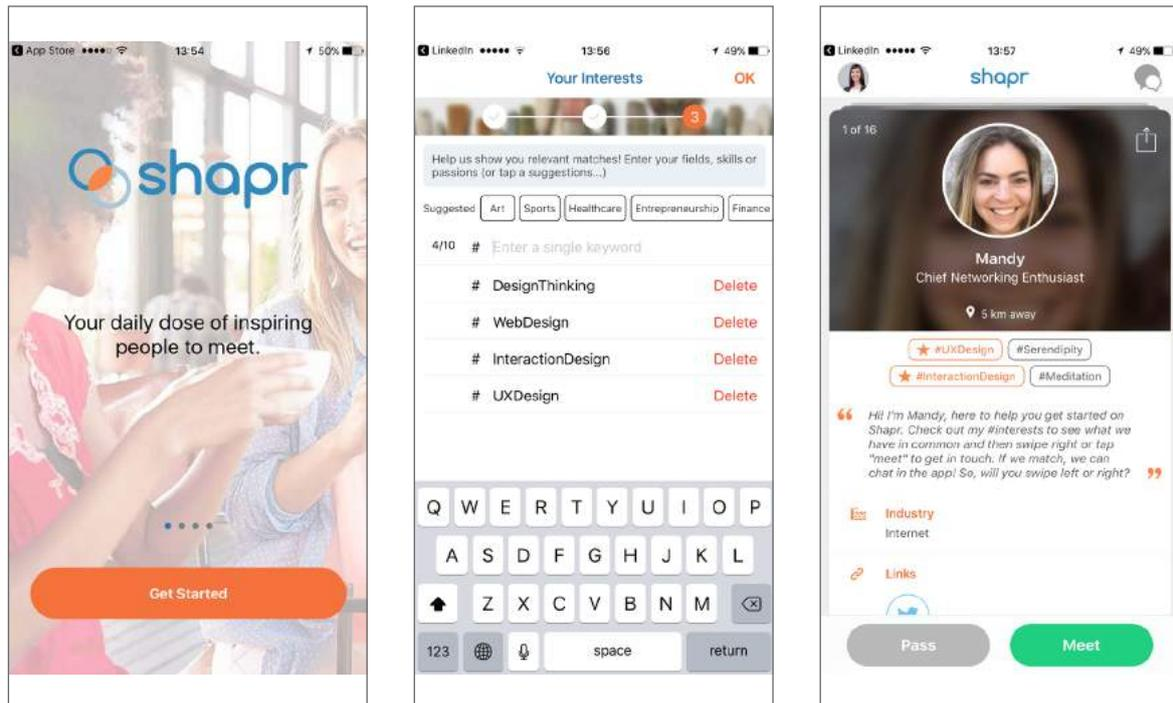 App Store 13:54 50%
shapr
Your daily dose of inspiring
people to meet.
Get Started
LinkedIn 13:56 49%
Your Interests OK
3
Help us show you relevant matches! Enter your fields, skills or
passions (or tap a suggestions...)
Suggested Art Sports Healthcare Entrepreneurship Finance
4/10 # Enter a single keyword
# DesignThinking Delete
# WebDesign Delete
# InteractionDesign Delete
# UXDesign Delete
Q W E R T Y U I O P
A S D F G H J K L
Z X C V B N M
123 space return
LinkedIn 13:57 49%
shapr
1 of 16
Mandy
Chief Networking Enthusiast
5 km away
#UXDesign #Serendipity
#InteractionDesign #Meditation
“ Hi! I'm Mandy, here to help you get started on
Shapr. Check out my #interests to see what we
have in common and then swipe right or tap
"meet" to get in touch. If we match, we can
chat in the app! So, will you swipe left or right? ”
Industry
Internet
Links
Pass Meet